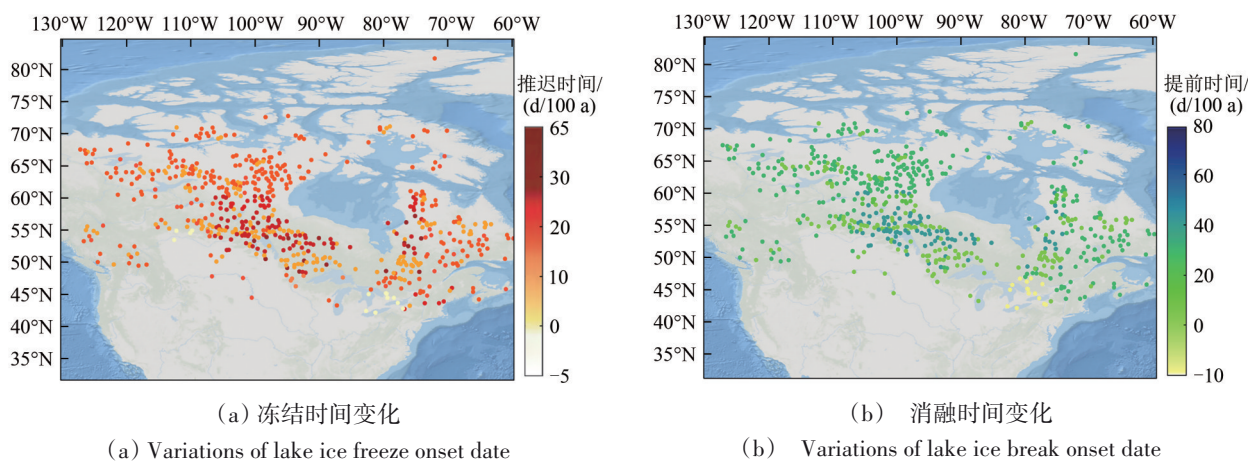 130°W 120°W 110°W 100°W 90°W 80°W 70°W 60°W
80°N
75°N
70°N
65°N
60°N
55°N
50°N
45°N
40°N
35°N
推迟时间/
(d/100 a)
65
30
20
10
0
−5
(a) 冻结时间变化
(a) Variations of lake ice freeze onset date
130°W 120°W 110°W 100°W 90°W 80°W 70°W 60°W
80°N
75°N
70°N
65°N
60°N
55°N
50°N
45°N
40°N
35°N
提前时间/
(d/100 a)
80
60
40
20
0
−10
(b) 消融时间变化
(b) Variations of lake ice break onset date